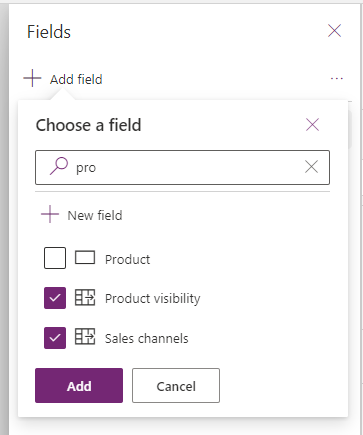 Fields
Add field
...
Choose a field
pro
New field
Product
Product visibility
Sales channels
Add
Cancel